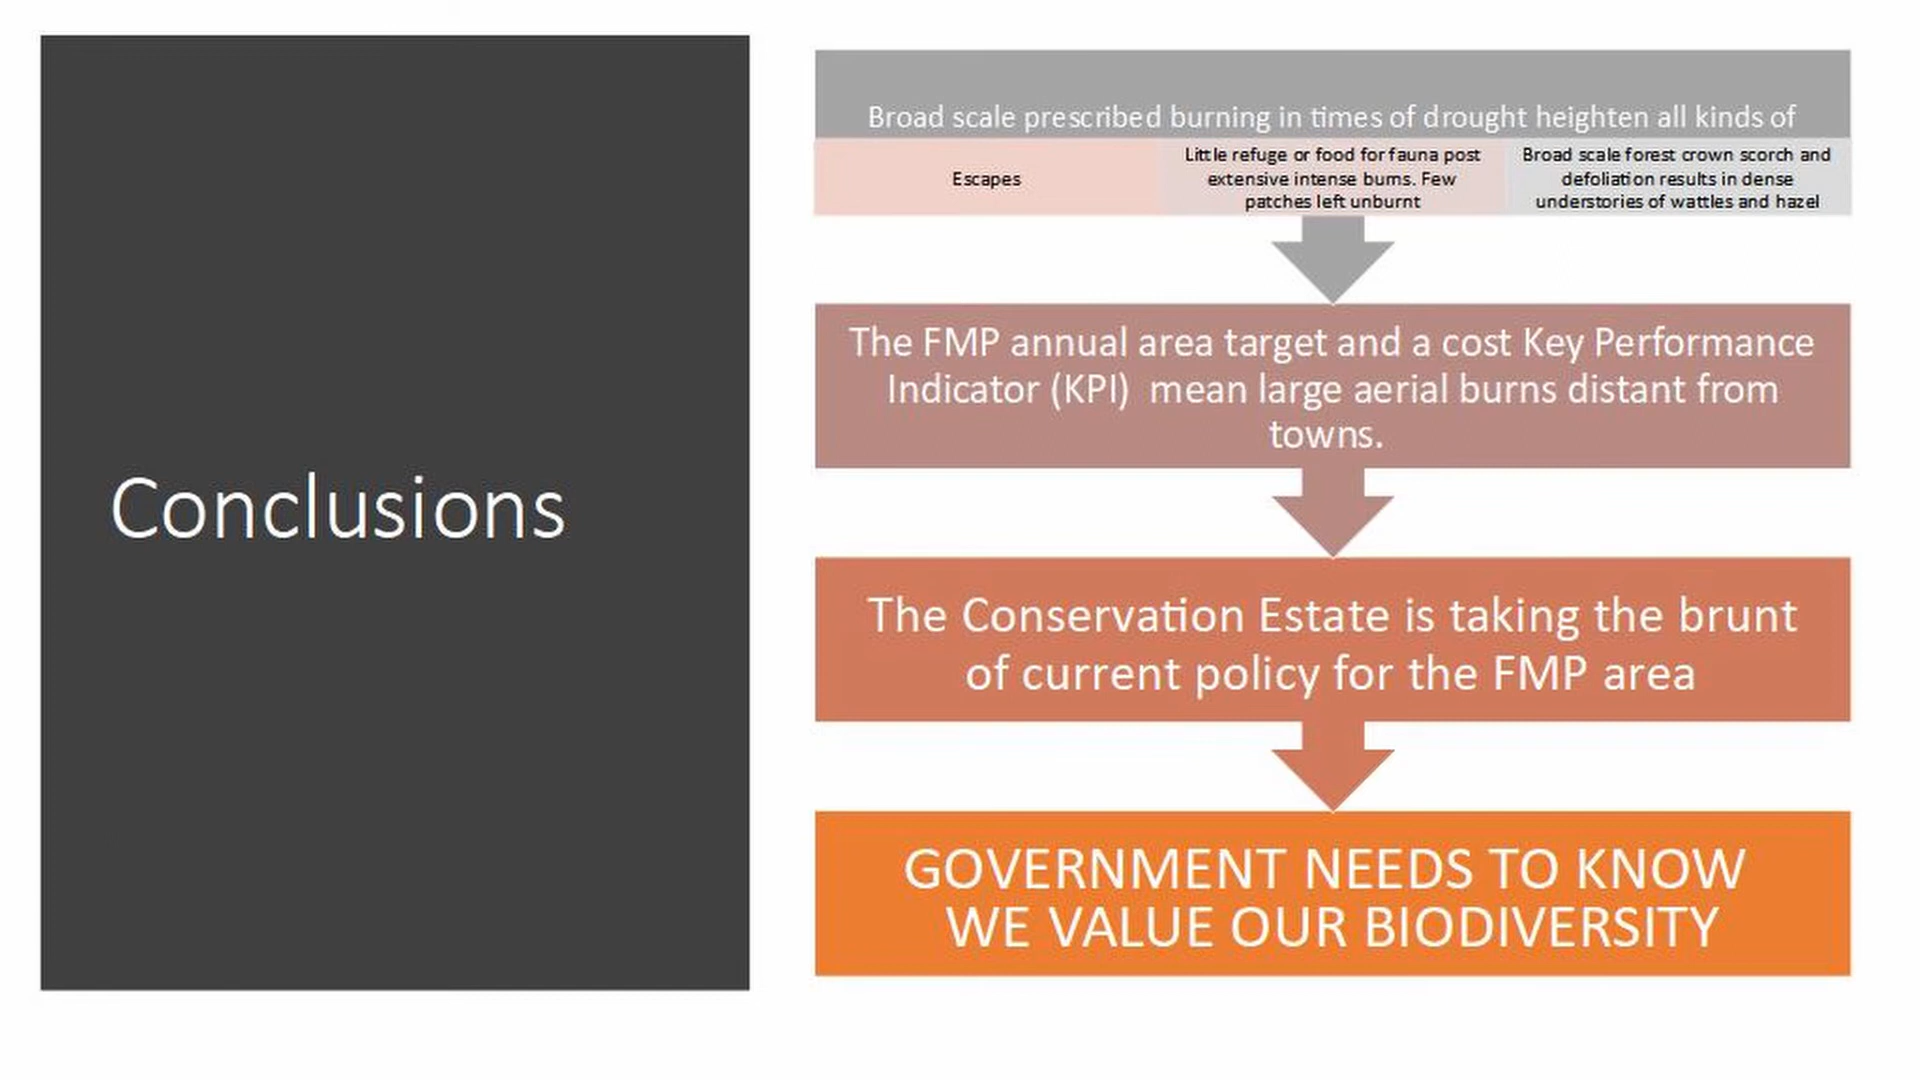 Conclusions
Broad scale prescribed burning in times of drought heighten all kinds of
Escapes
Little refuge or food for fauna post
extensive intense burns. Few
patches left unburnt
Broad scale forest crown scorch and
defoliation results in dense
understories of wattles and hazel
The FMP annual area target and a cost Key Performance
Indicator (KPI)  mean large aerial burns distant from
towns.
The Conservation Estate is taking the brunt
of current policy for the FMP area
GOVERNMENT NEEDS TO KNOW
WE VALUE OUR BIODIVERSITY